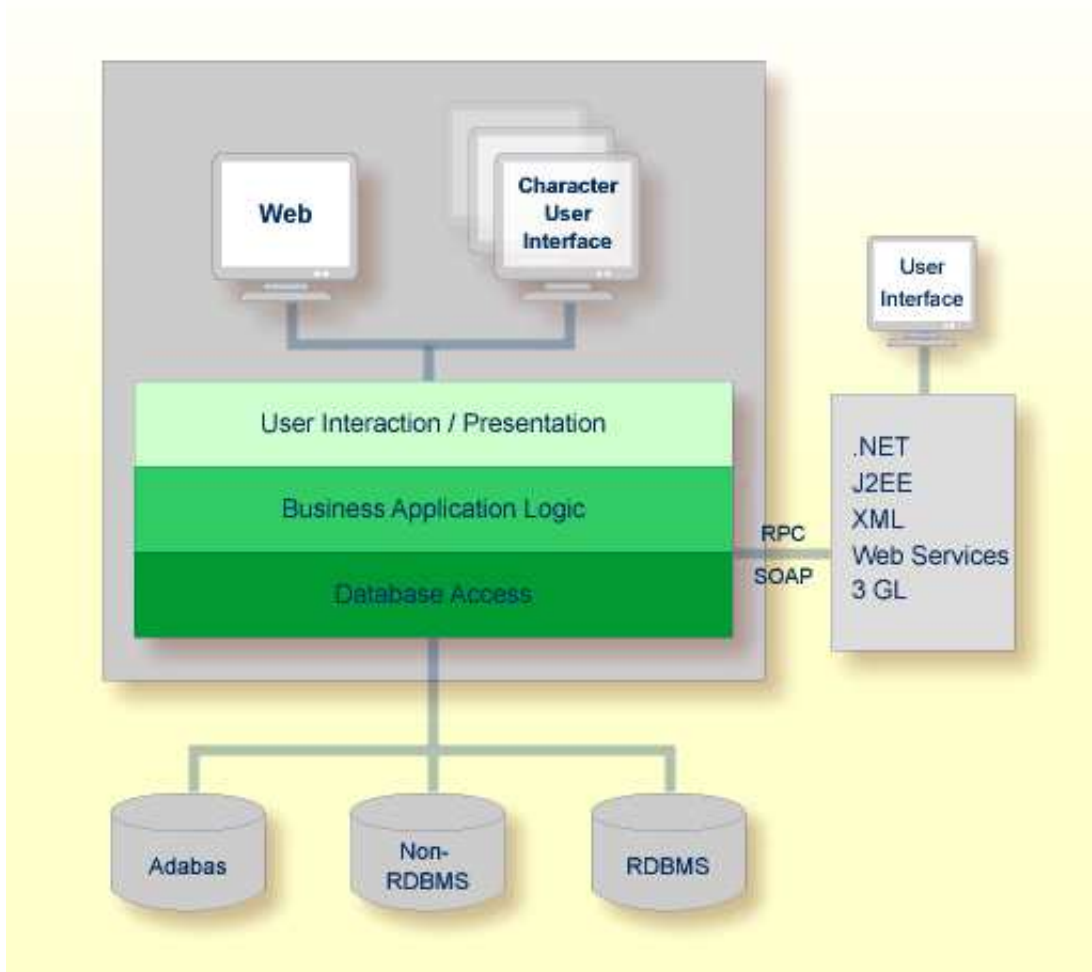 Web
Character
User
Interface
User
Interface
User Interaction / Presentation
Business Application Logic
Database Access
RPC
SOAP
.NET
J2EE
XML
Web Services
3 GL
Adabas
Non-
RDBMS
RDBMS